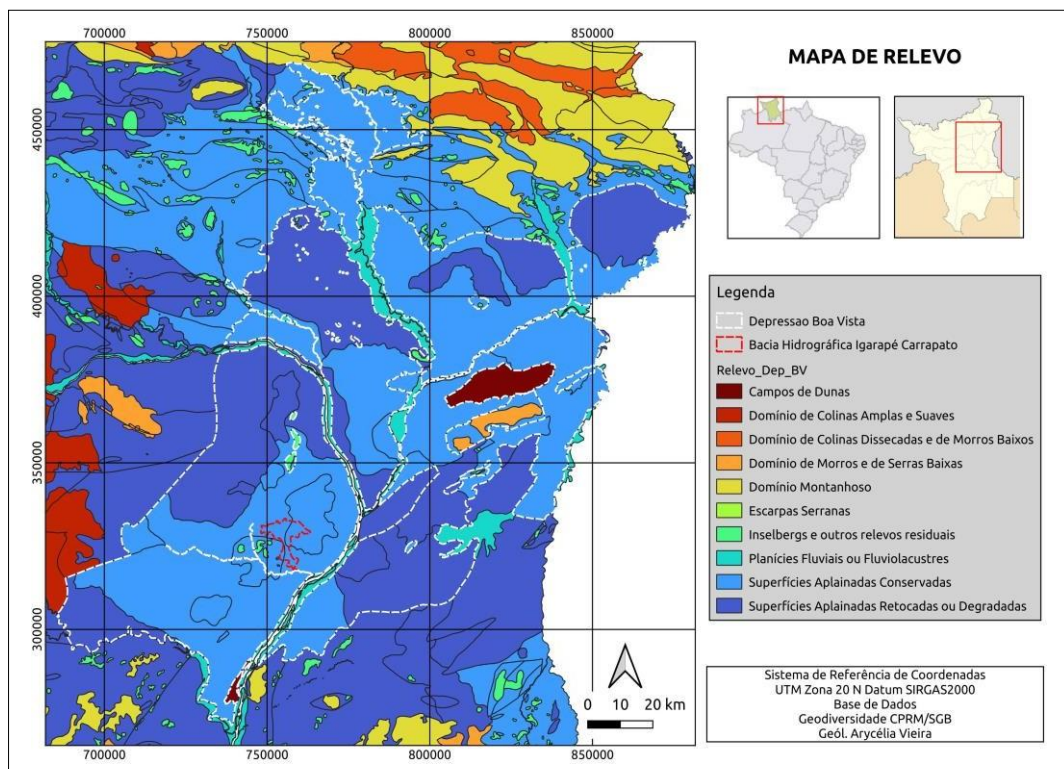 MAPA DE RELEVO
700000 750000 800000 850000
450000
400000
350000
300000
700000 750000 800000 850000
0 10 20 km
Legenda
Depressao Boa Vista
Bacia Hidrográfica Igarapé Carrapato
Relevo_Dep_BV
Campos de Dunas
Domínio de Colinas Amplas e Suaves
Domínio de Colinas Dissecadas e de Morros Baixos
Domínio de Morros e de Serras Baixas
Domínio Montanhoso
Escarpas Serranas
Inselbergs e outros relevos residuais
Planícies Fluviais ou Fluviolacustres
Superfícies Aplainadas Conservadas
Superfícies Aplainadas Retocadas ou Degradadas
Sistema de Referência de Coordenadas
UTM Zona 20 N Datum SIRGAS2000
Base de Dados
Geodiversidade CPRM/SGB
Geól. Arycélia Vieira